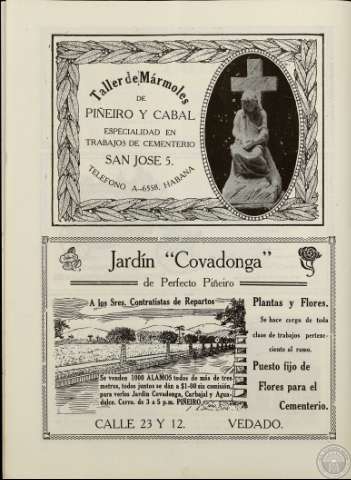 Taller de Mármoles
DE
PIÑEIRO Y CABAL
ESPECIALIDAD EN
TRABAJOS DE CEMENTERIO
SAN JOSE 5.
TELEFONO A-6558, HABANA
Jardín "Covadonga"
de Perfecto Piñeiro
A los Sres. Contratistas de Repartos
Se venden 1000 ALAMOS todos de más de tres
metros, todos juntos se dán a $1-00 sin comisión,
para verlos Jardín Covadonga, Carbajal y Agua-
dulce. Cerro. de 3 a 5 p.m. PIÑEIRO.
Plantas y Flores.
Se hace cargo de toda
clase de trabajos pertene-
ciente al ramo.
Puesto fijo de
Flores para el
Cementerio.
CALLE 23 Y 12. VEDADO.